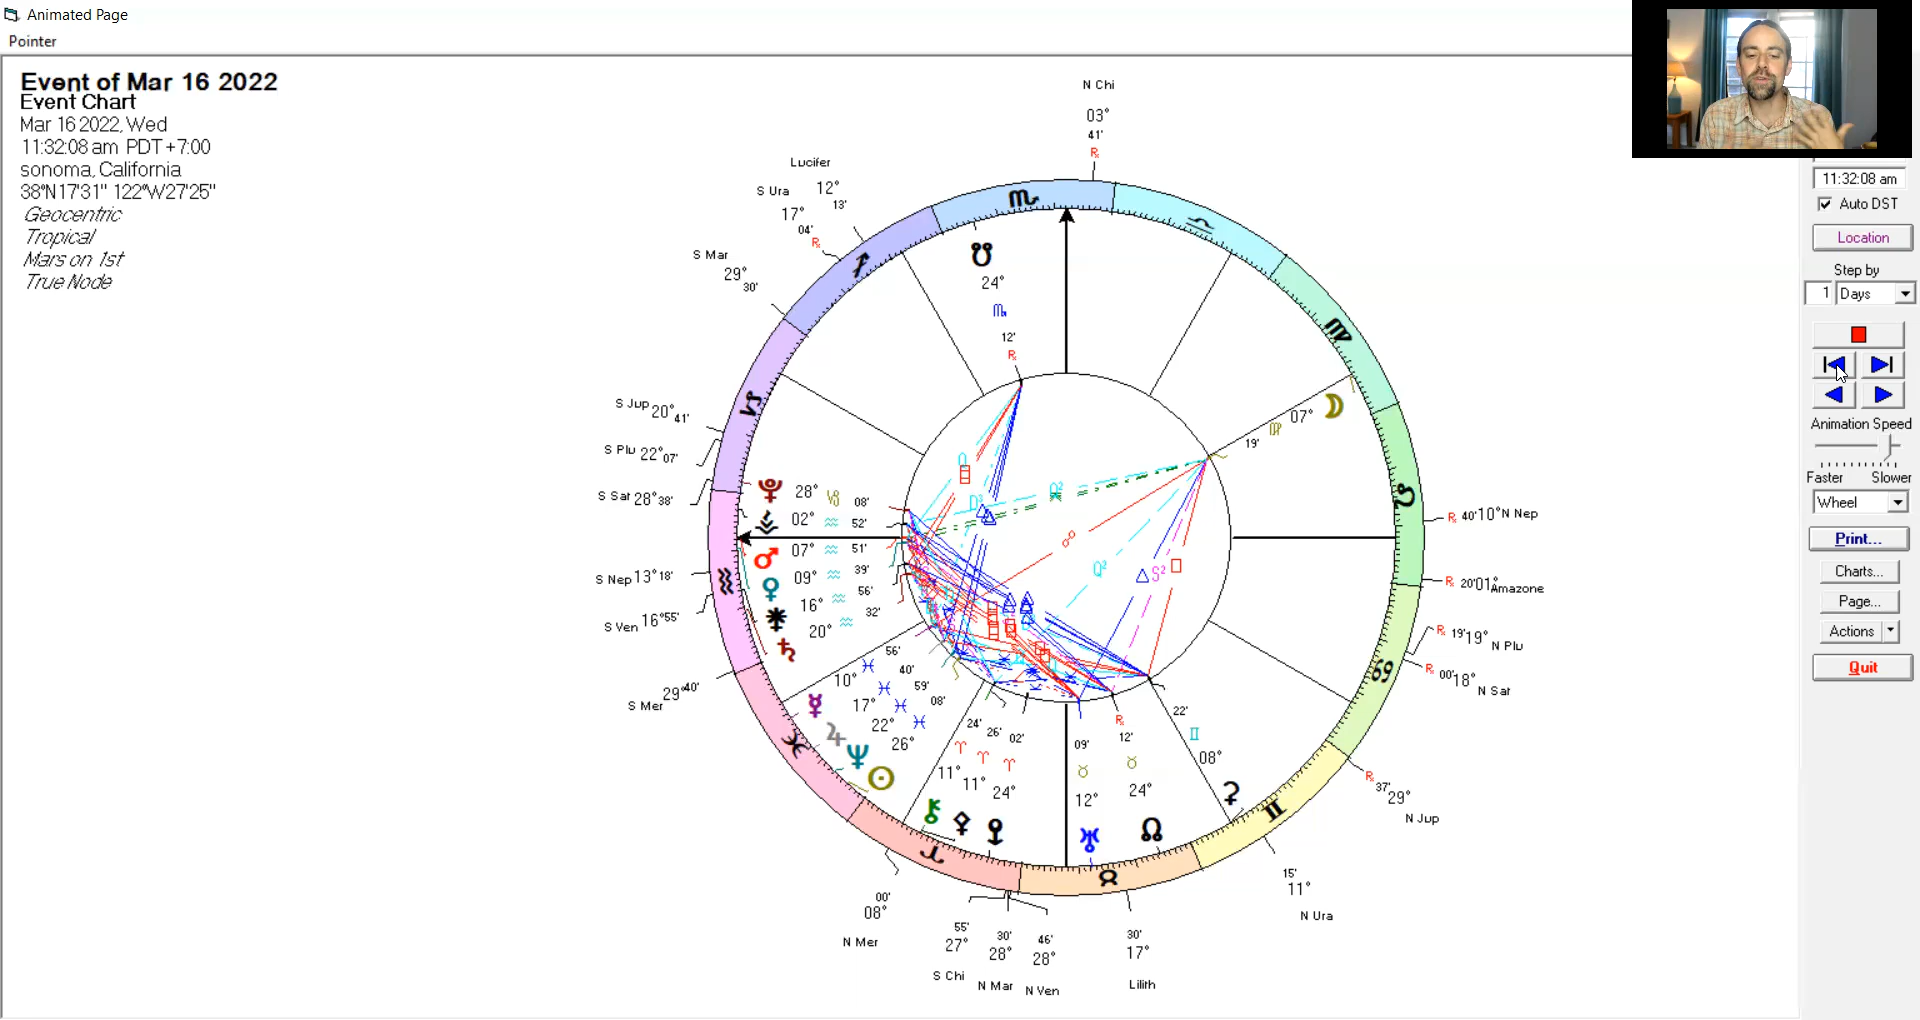 Animated Page
Pointer
Event of Mar 16 2022
Event Chart
Mar 16 2022, Wed
11:32:08 am PDT +7:00
sonoma, California
38°N17'31" 122°W27'25"
Geocentric
Tropical
Mars on 1st
True Node
N Chi
03°
41'
℞
Lucifer
12°
13'
S Ura
17°
04'
℞
S Mar
29°
30'
S Jup 20° 41'
S Plu 22° 07'
S Sat 28° 38'
S Nep 13° 18'
S Ven 16° 55'
S Mer 29° 40'
☋
24°
♏
12'
℞
28° ♑ 08'
02° ♒ 52'
07° ♒ 51'
09° ♒ 39'
16° ♒ 56'
20° ♒ 32'
10° ♓ 56'
17° ♓ 40'
22° ♓ 59'
26° ♓ 08'
24' ♈ 11°
26' ♈ 11°
02' ♈ 24°
09' ♉ 12°
℞ 12' ♉ 24°
22' ♊ 08°
19' ♍ 07° ☽
Q
D³
Q²
Q²
S²
℞ 40' 10° N Nep
℞ 20' 01° Amazone
℞ 19' 19° N Plu
℞ 00' 18° N Sat
℞ 37' 29°
N Jup
15'
11°
N Ura
30'
17°
Lilith
46'
28°
N Ven
30'
28°
N Mar
55'
27°
S Chi
00'
08°
N Mer
11:32:08 am
Auto DST
Location
Step by
1 Days
Animation Speed
Faster Slower
Wheel
Print...
Charts...
Page...
Actions
Quit